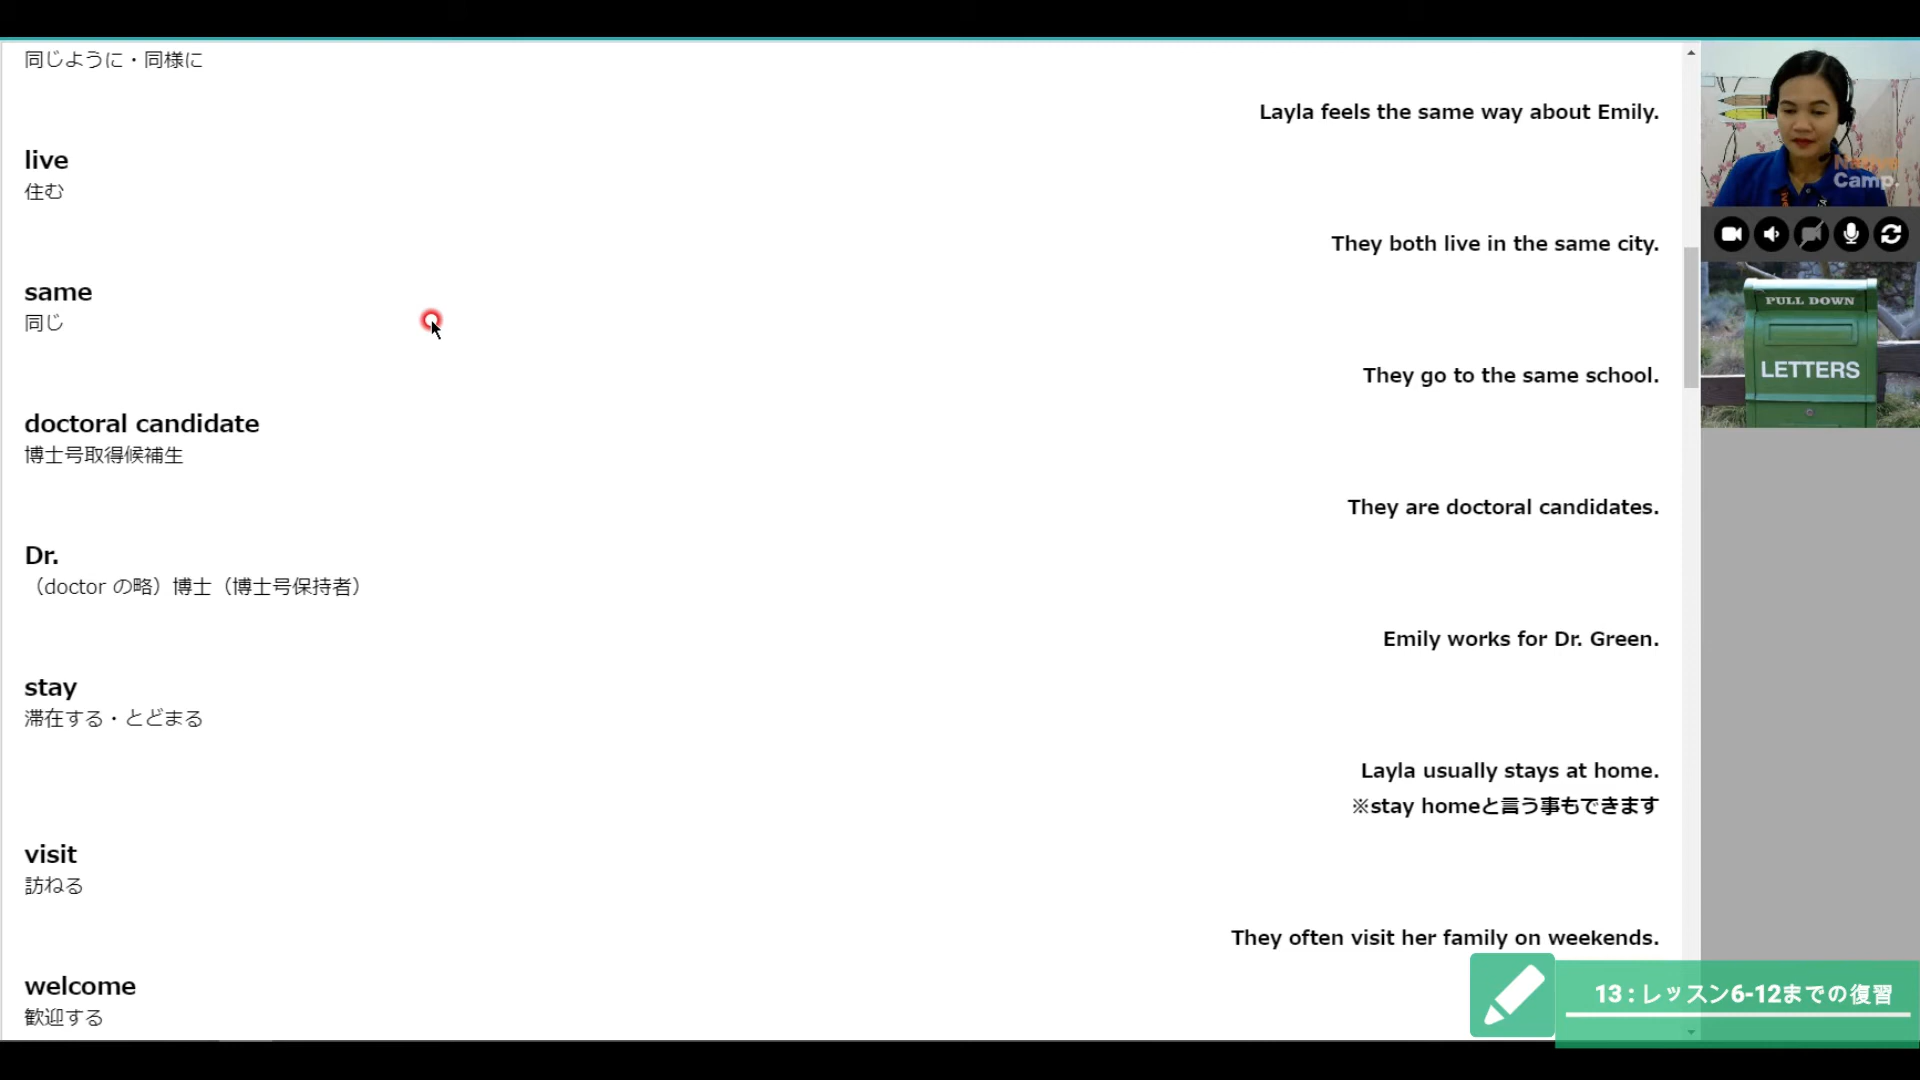 同じように・同様に
Layla feels the same way about Emily.
live
住む
They both live in the same city.
same
同じ
They go to the same school.
doctoral candidate
博士号取得候補生
They are doctoral candidates.
Dr.
（doctor の略）博士（博士号保持者）
Emily works for Dr. Green.
stay
滞在する・とどまる
Layla usually stays at home.
※stay homeと言う事もできます
visit
訪ねる
They often visit her family on weekends.
welcome
歓迎する
Native
Camp.
PULL DOWN
LETTERS
13 : レッスン6-12までの復習